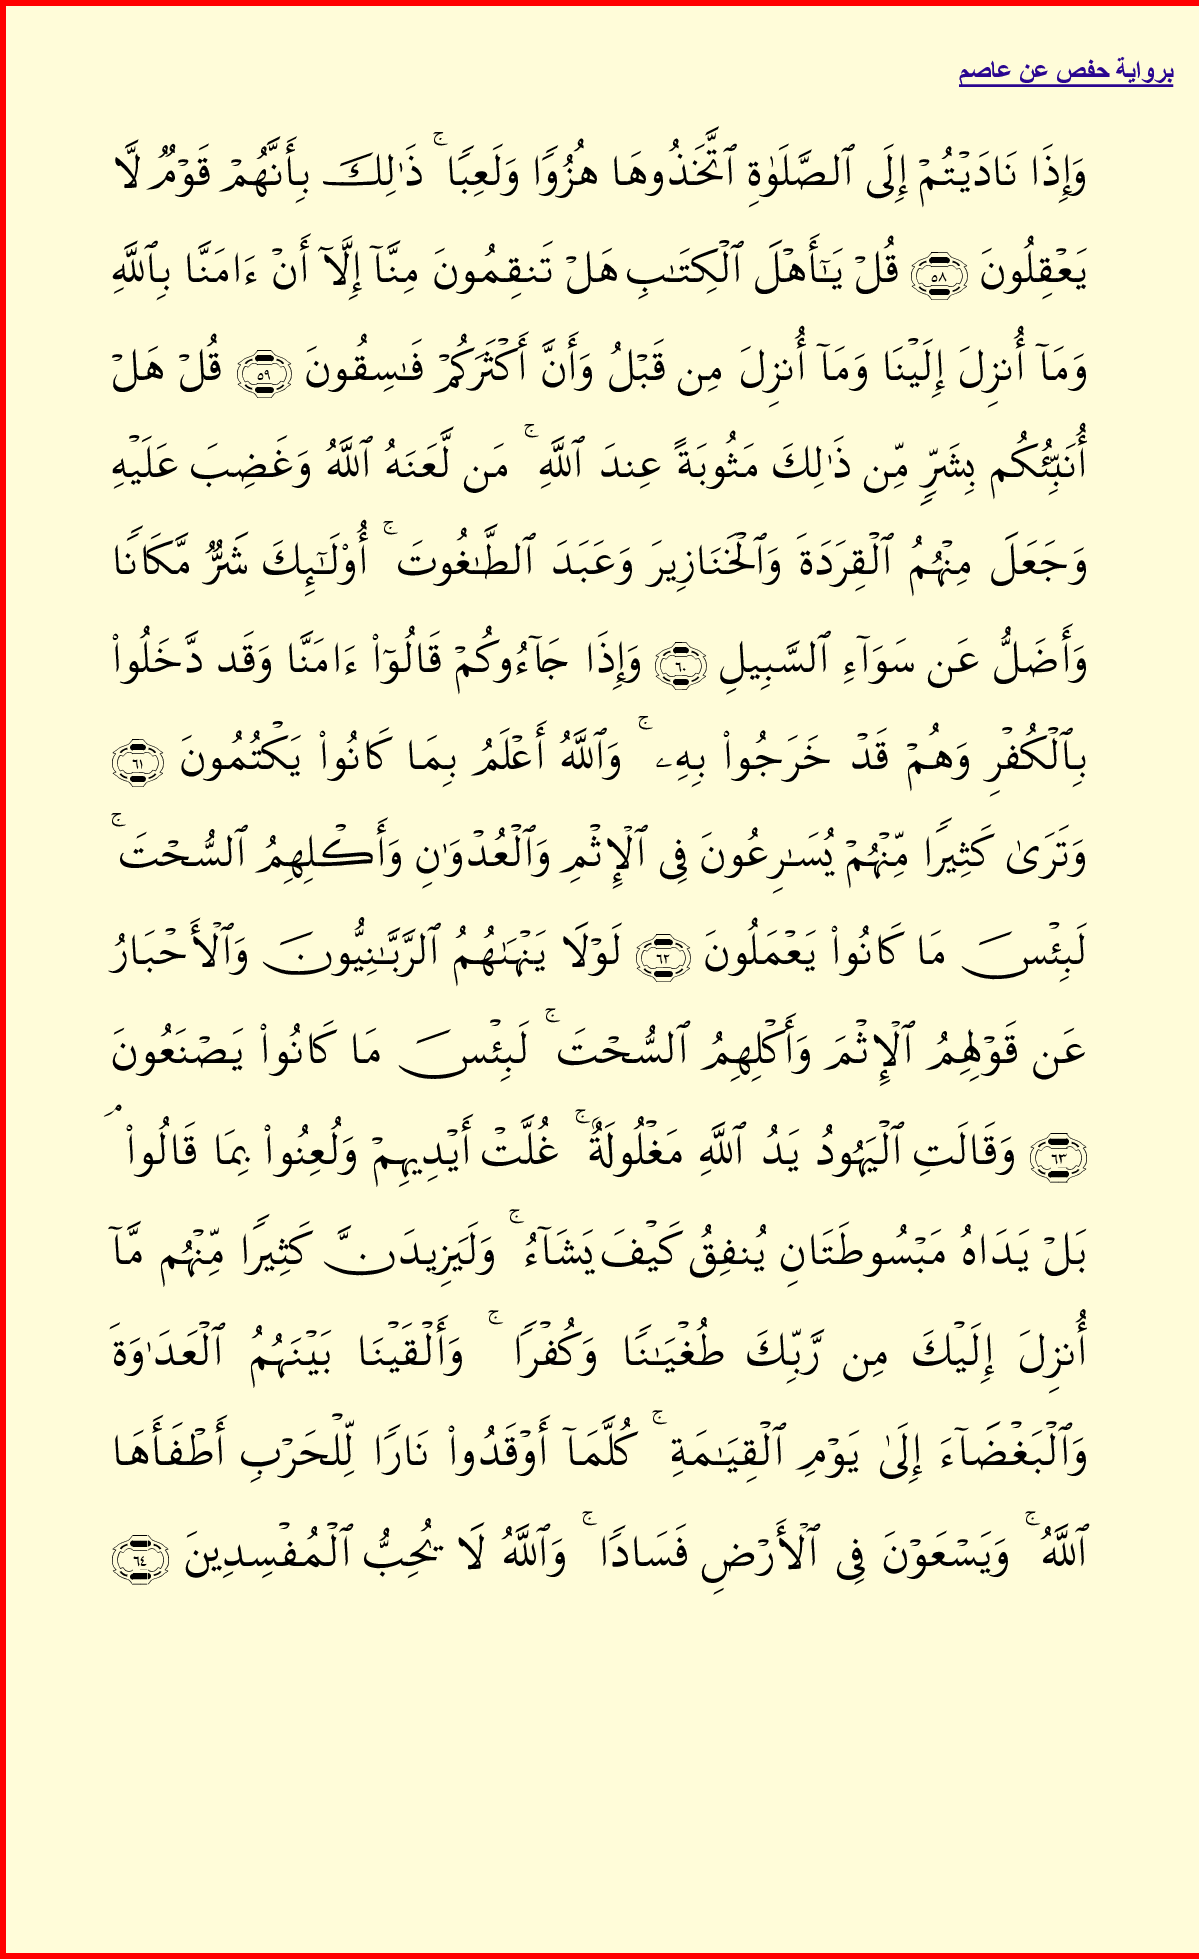 برواية حفص عن عاصم
وَإِذَا نَادَيْتُمْ إِلَى ٱلصَّلَوٰةِ ٱتَّخَذُوهَا هُزُوًا وَلَعِبًا ۚ ذَٰلِكَ بِأَنَّهُمْ قَوْمٌ لَّا
يَعْقِلُونَ ﴿٥٨﴾ قُلْ يَـٰٓأَهْلَ ٱلْكِتَـٰبِ هَلْ تَنقِمُونَ مِنَّآ إِلَّآ أَنْ ءَامَنَّا بِٱللَّهِ
وَمَآ أُنزِلَ إِلَيْنَا وَمَآ أُنزِلَ مِن قَبْلُ وَأَنَّ أَكْثَرَكُمْ فَـٰسِقُونَ ﴿٥٩﴾ قُلْ هَلْ
أُنَبِّئُكُم بِشَرٍّ مِّن ذَٰلِكَ مَثُوبَةً عِندَ ٱللَّهِ ۚ مَن لَّعَنَهُ ٱللَّهُ وَغَضِبَ عَلَيْهِ
وَجَعَلَ مِنْهُمُ ٱلْقِرَدَةَ وَٱلْخَنَازِيرَ وَعَبَدَ ٱلطَّـٰغُوتَ ۚ أُو۟لَـٰٓئِكَ شَرٌّ مَّكَانًا
وَأَضَلُّ عَن سَوَآءِ ٱلسَّبِيلِ ﴿٦٠﴾ وَإِذَا جَآءُوكُمْ قَالُوٓا۟ ءَامَنَّا وَقَد دَّخَلُوا۟
بِٱلْكُفْرِ وَهُمْ قَدْ خَرَجُوا۟ بِهِۦ ۚ وَٱللَّهُ أَعْلَمُ بِمَا كَانُوا۟ يَكْتُمُونَ ﴿٦١﴾
وَتَرَىٰ كَثِيرًا مِّنْهُمْ يُسَـٰرِعُونَ فِى ٱلْإِثْمِ وَٱلْعُدْوَٰنِ وَأَكْلِهِمُ ٱلسُّحْتَ ۚ
لَبِئْسَ مَا كَانُوا۟ يَعْمَلُونَ ﴿٦٢﴾ لَوْلَا يَنْهَىٰهُمُ ٱلرَّبَّـٰنِيُّونَ وَٱلْأَحْبَارُ
عَن قَوْلِهِمُ ٱلْإِثْمَ وَأَكْلِهِمُ ٱلسُّحْتَ ۚ لَبِئْسَ مَا كَانُوا۟ يَصْنَعُونَ
﴿٦٣﴾ وَقَالَتِ ٱلْيَهُودُ يَدُ ٱللَّهِ مَغْلُولَةٌ ۚ غُلَّتْ أَيْدِيهِمْ وَلُعِنُوا۟ بِمَا قَالُوا۟ ۘ
بَلْ يَدَاهُ مَبْسُوطَتَانِ يُنفِقُ كَيْفَ يَشَآءُ ۚ وَلَيَزِيدَنَّ كَثِيرًا مِّنْهُم مَّآ
أُنزِلَ إِلَيْكَ مِن رَّبِّكَ طُغْيَـٰنًا وَكُفْرًا ۚ وَأَلْقَيْنَا بَيْنَهُمُ ٱلْعَدَٰوَةَ
وَٱلْبَغْضَآءَ إِلَىٰ يَوْمِ ٱلْقِيَـٰمَةِ ۚ كُلَّمَآ أَوْقَدُوا۟ نَارًا لِّلْحَرْبِ أَطْفَأَهَا
ٱللَّهُ ۚ وَيَسْعَوْنَ فِى ٱلْأَرْضِ فَسَادًا ۚ وَٱللَّهُ لَا يُحِبُّ ٱلْمُفْسِدِينَ ﴿٦٤﴾